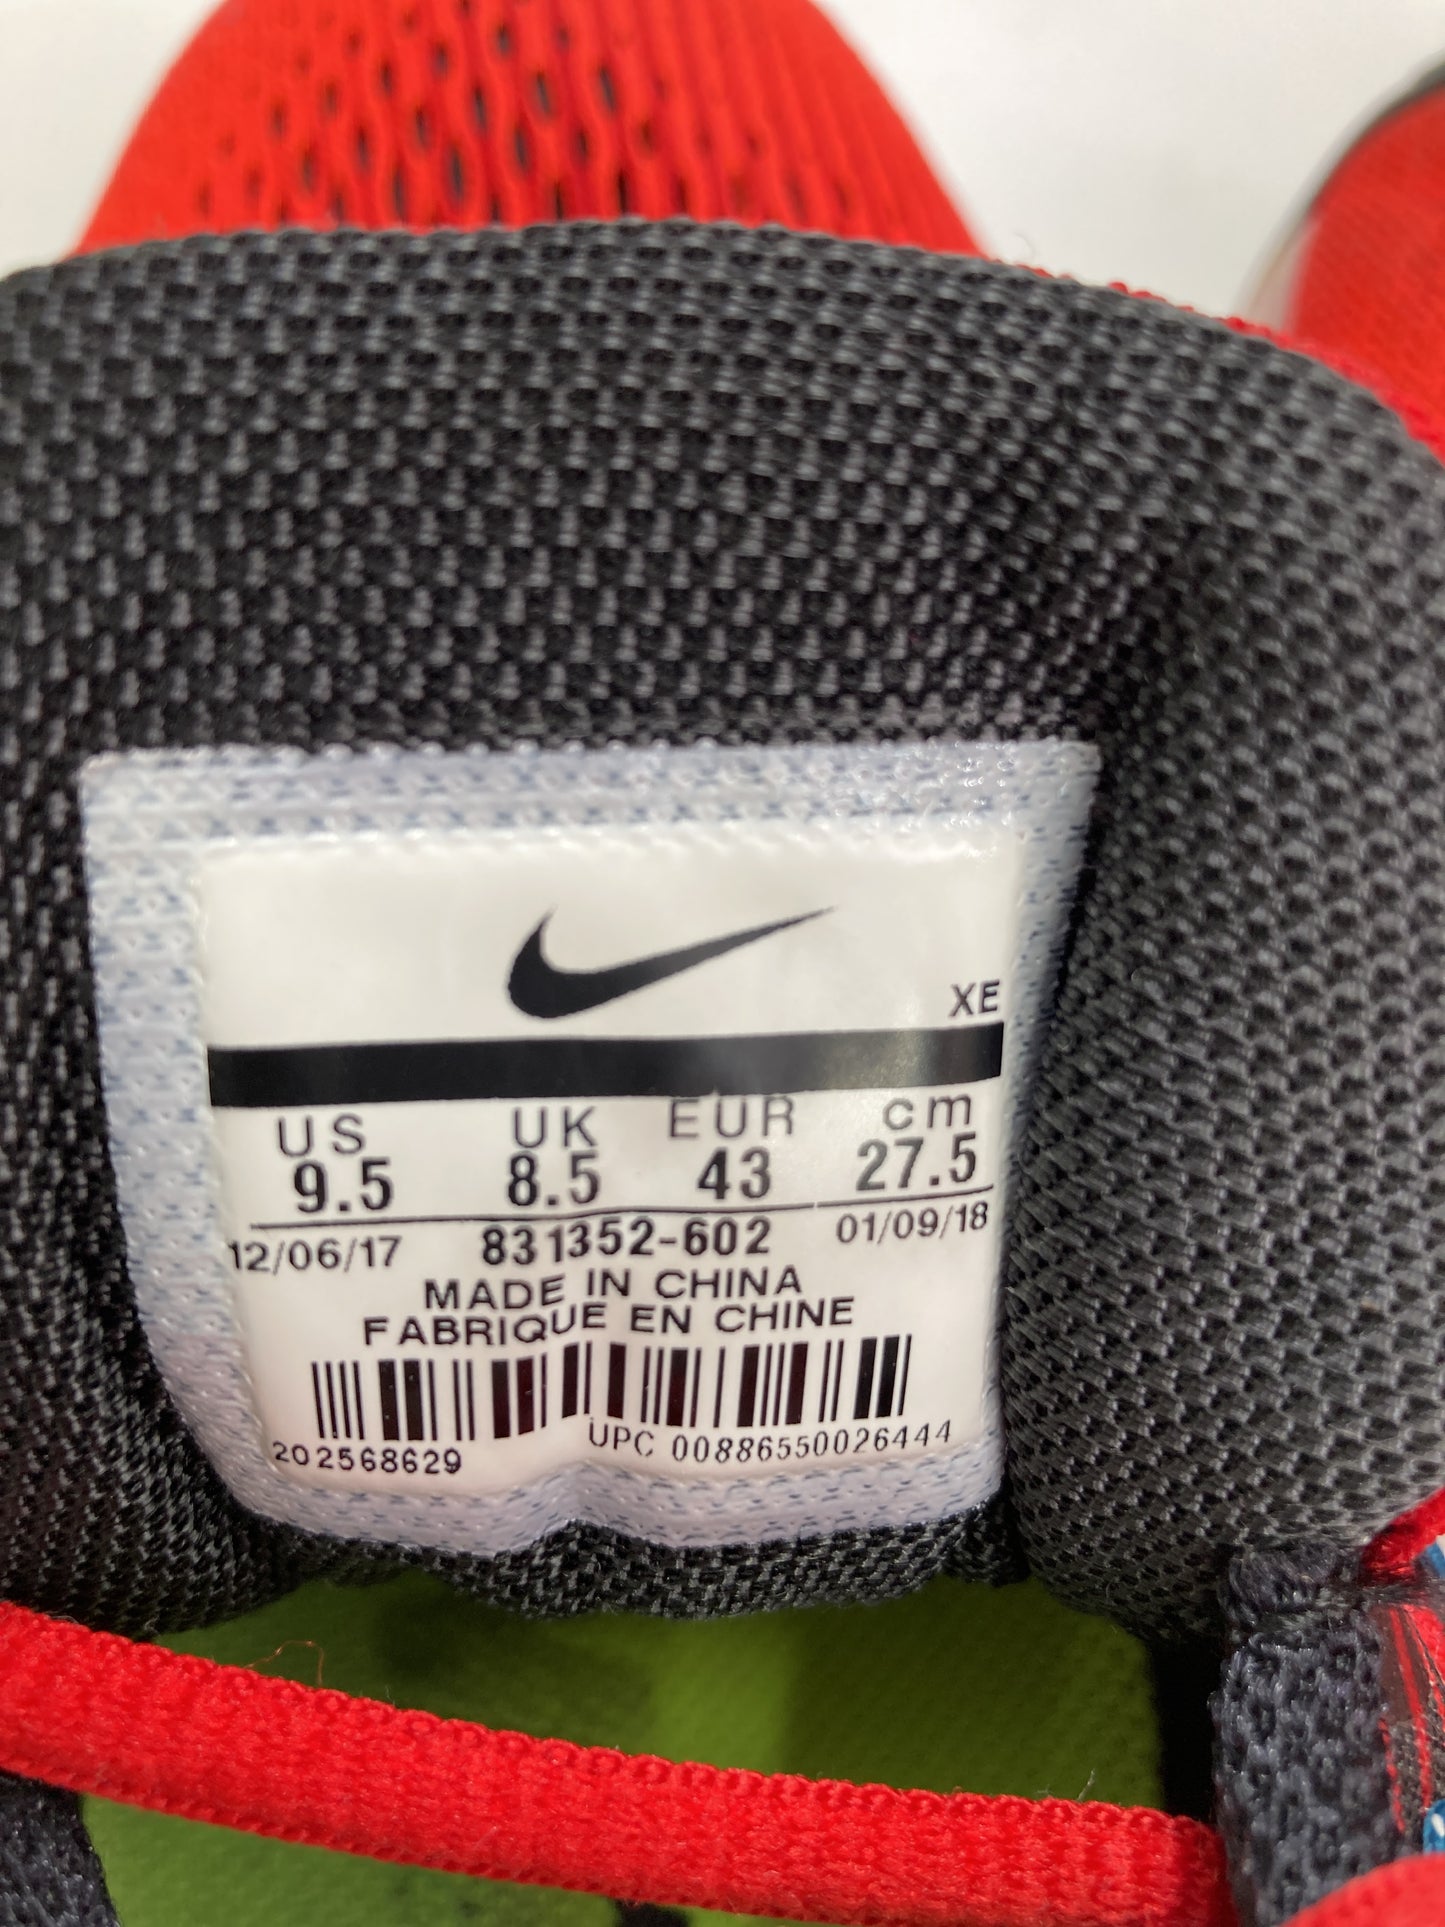 XE
US UK EUR cm
9.5 8.5 43 27.5
12/06/17 831352-602 01/09/18
MADE IN CHINA
FABRIQUE EN CHINE
202568629 UPC 00886550026444